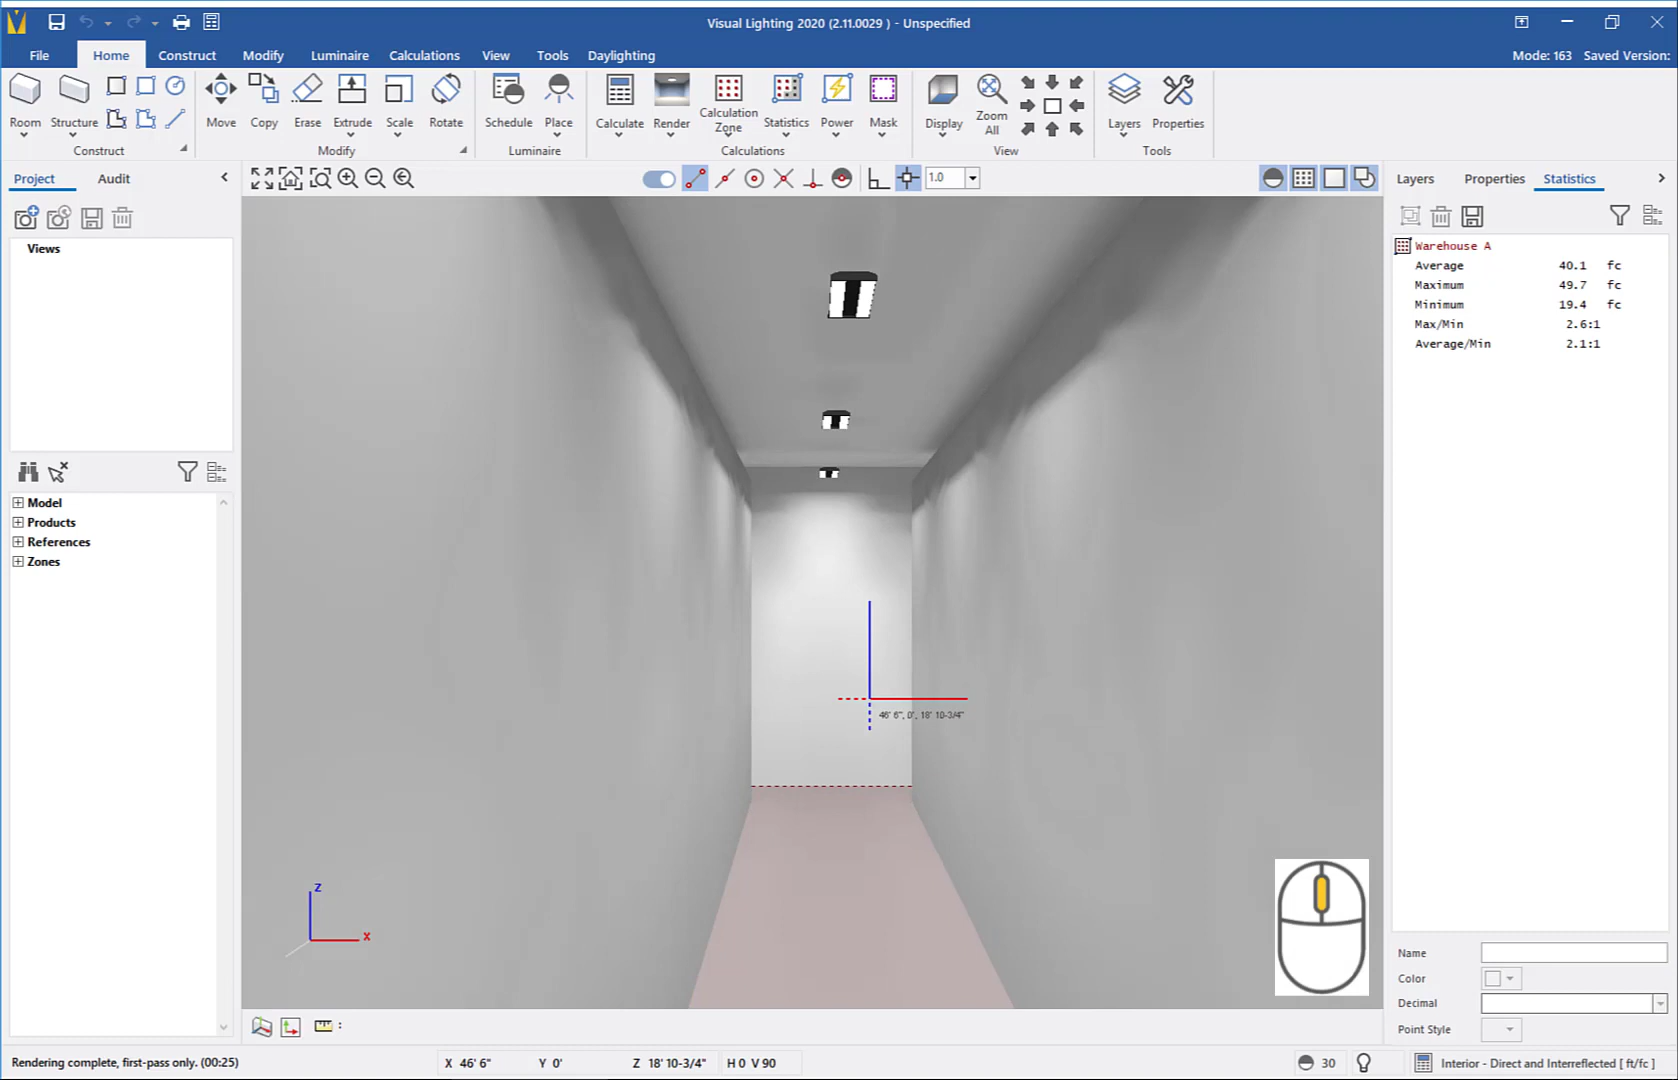 Visual Lighting 2020 (2.11.0029 ) - Unspecified
File Home Construct Modify Luminaire Calculations View Tools Daylighting Mode: 163 Saved Version:
Room Structure Move Copy Erase Extrude Scale Rotate Schedule Place Calculate Render Calculation Zone Statistics Power Mask Display Zoom All Layers Properties
Construct Modify Luminaire Calculations View Tools
Project Audit 1.0 Layers Properties Statistics
Views
Warehouse A
Average 40.1 fc
Maximum 49.7 fc
Minimum 19.4 fc
Max/Min 2.6:1
Average/Min 2.1:1
Model
Products
References
Zones
46' 6", 0', 18' 10-3/4"
Z
X
Name
Color
Decimal
Point Style
:
Rendering complete, first-pass only. (00:25) X 46' 6" Y 0' Z 18' 10-3/4" H 0 V 90 30 Interior - Direct and Interreflected [ ft/fc ]